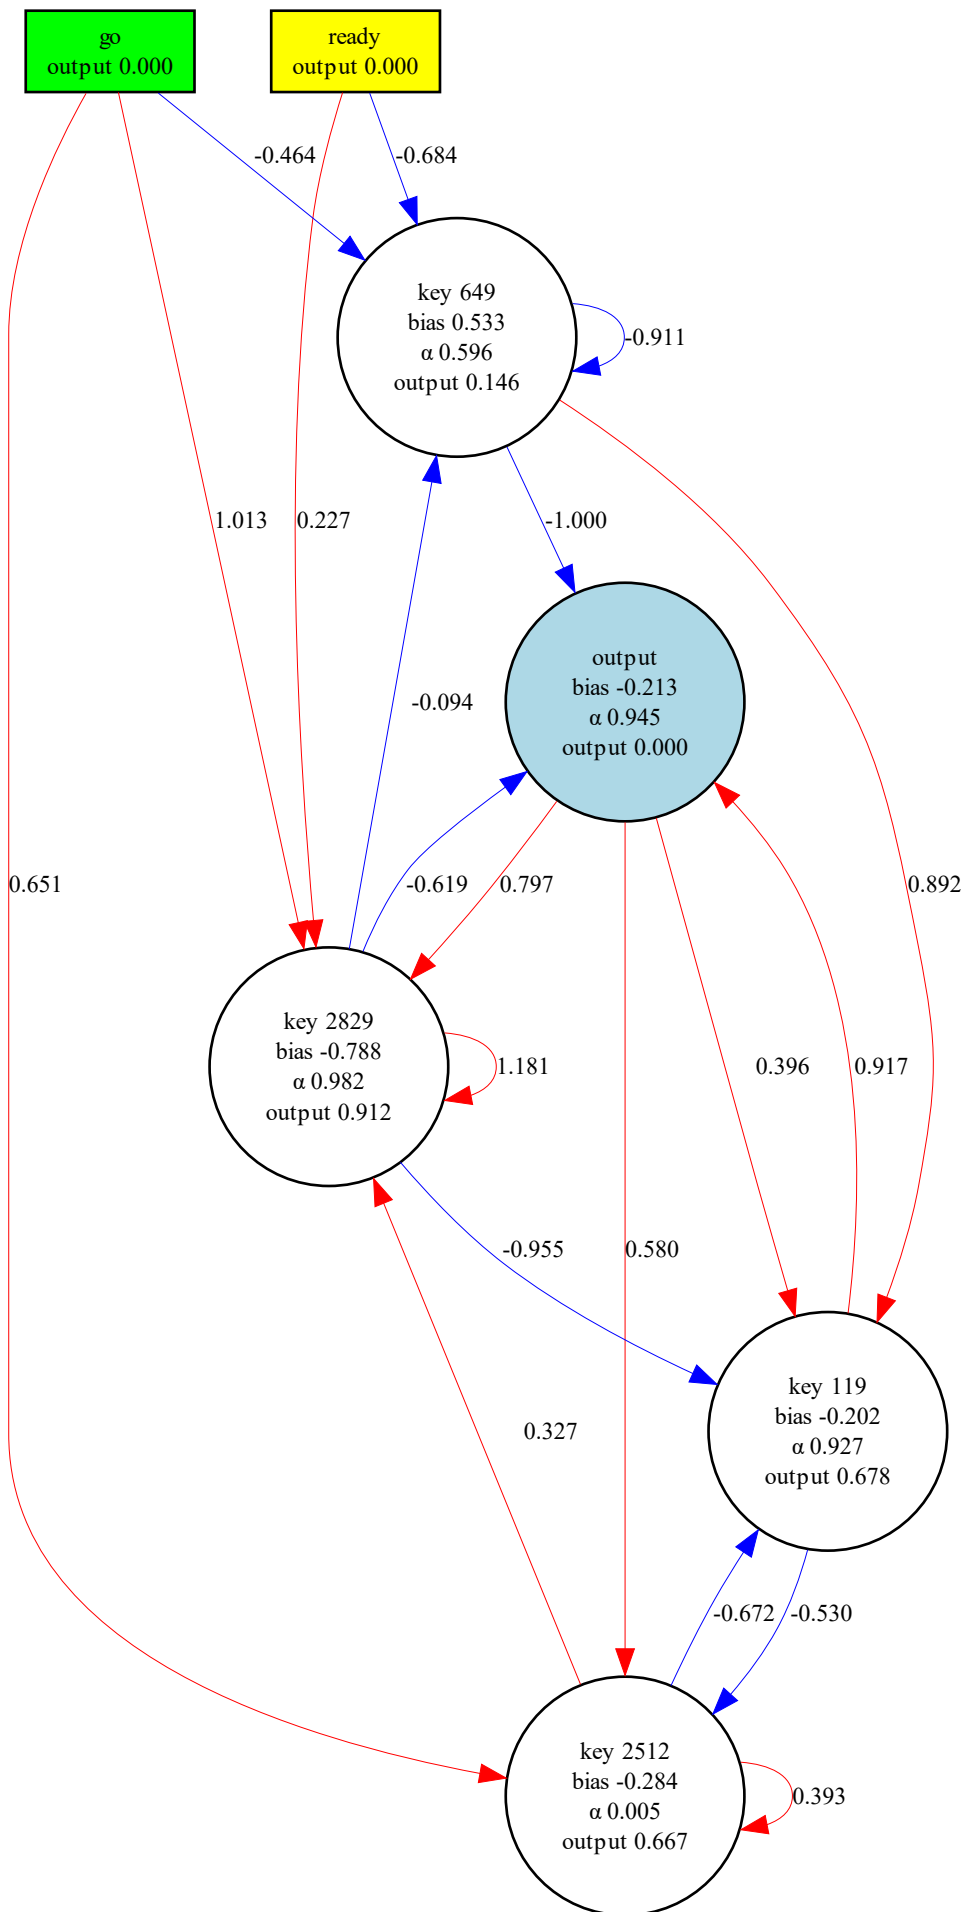 go
output 0.000
ready
output 0.000
-0.464
-0.684
key 649
bias 0.533
α 0.596
output 0.146
-0.911
1.013
0.227
-1.000
output
bias -0.213
α 0.945
output 0.000
-0.094
0.651
-0.619
0.797
0.892
key 2829
bias -0.788
α 0.982
output 0.912
1.181
0.396
0.917
-0.955
0.580
key 119
bias -0.202
α 0.927
output 0.678
0.327
-0.672
-0.530
key 2512
bias -0.284
α 0.005
output 0.667
0.393